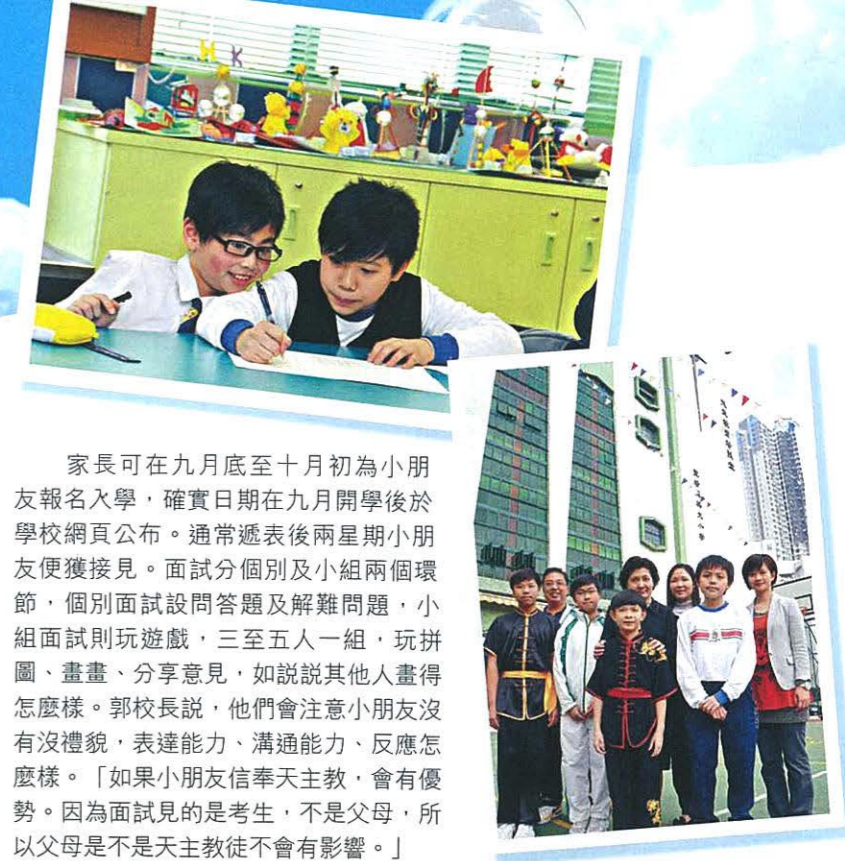 H K
家長可在九月底至十月初為小朋
友報名入學，確實日期在九月開學後於
學校網頁公布。通常遞表後兩星期小朋
友便獲接見。面試分個別及小組兩個環
節，個別面試設問答題及解難問題，小
組面試則玩遊戲，三至五人一組，玩拼
圖、畫畫、分享意見，如説説其他人畫得
怎麼樣。郭校長説，他們會注意小朋友沒
有沒禮貌，表達能力、溝通能力、反應怎
麼樣。「如果小朋友信奉天主教，會有優
勢。因為面試見的是考生，不是父母，所
以父母是不是天主教徒不會有影響。」